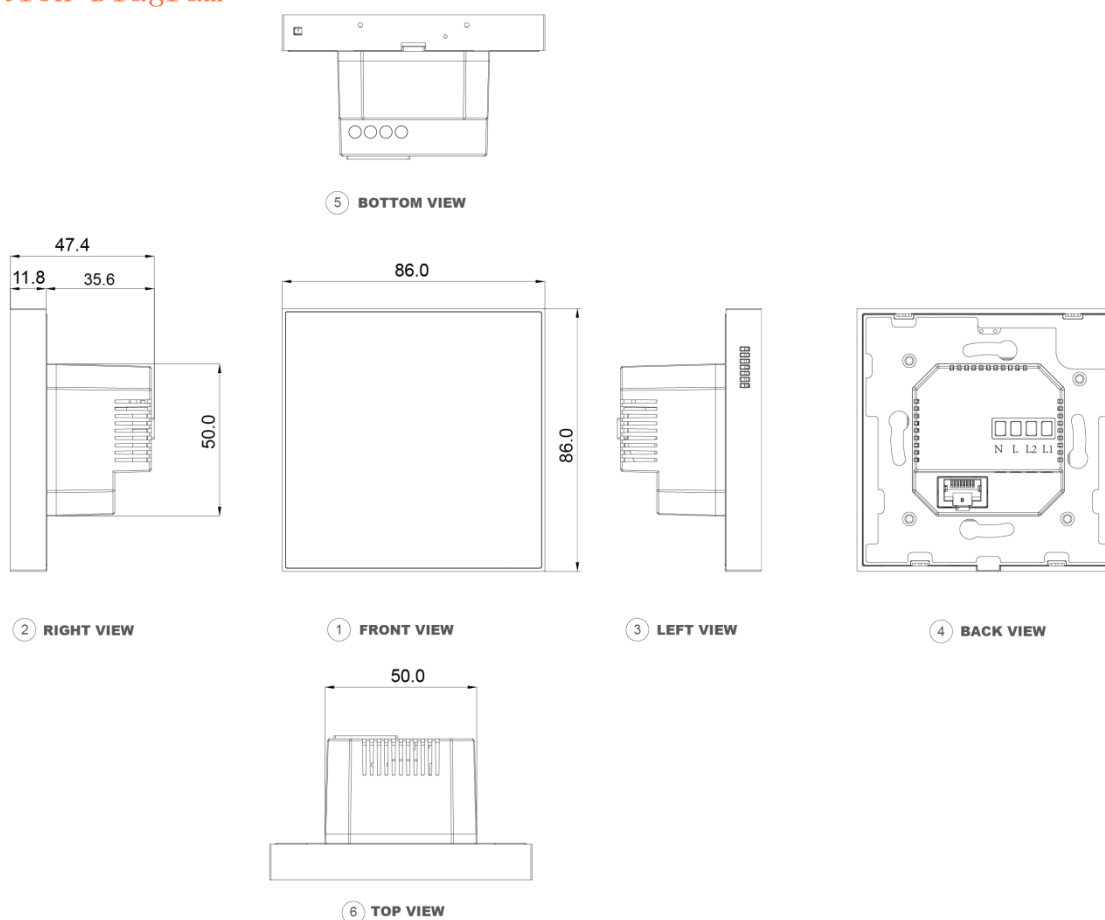 Diagram
5 BOTTOM VIEW
47.4
11.8 35.6
86.0
50.0
86.0
N L L2 L1
2 RIGHT VIEW
1 FRONT VIEW
3 LEFT VIEW
4 BACK VIEW
50.0
6 TOP VIEW